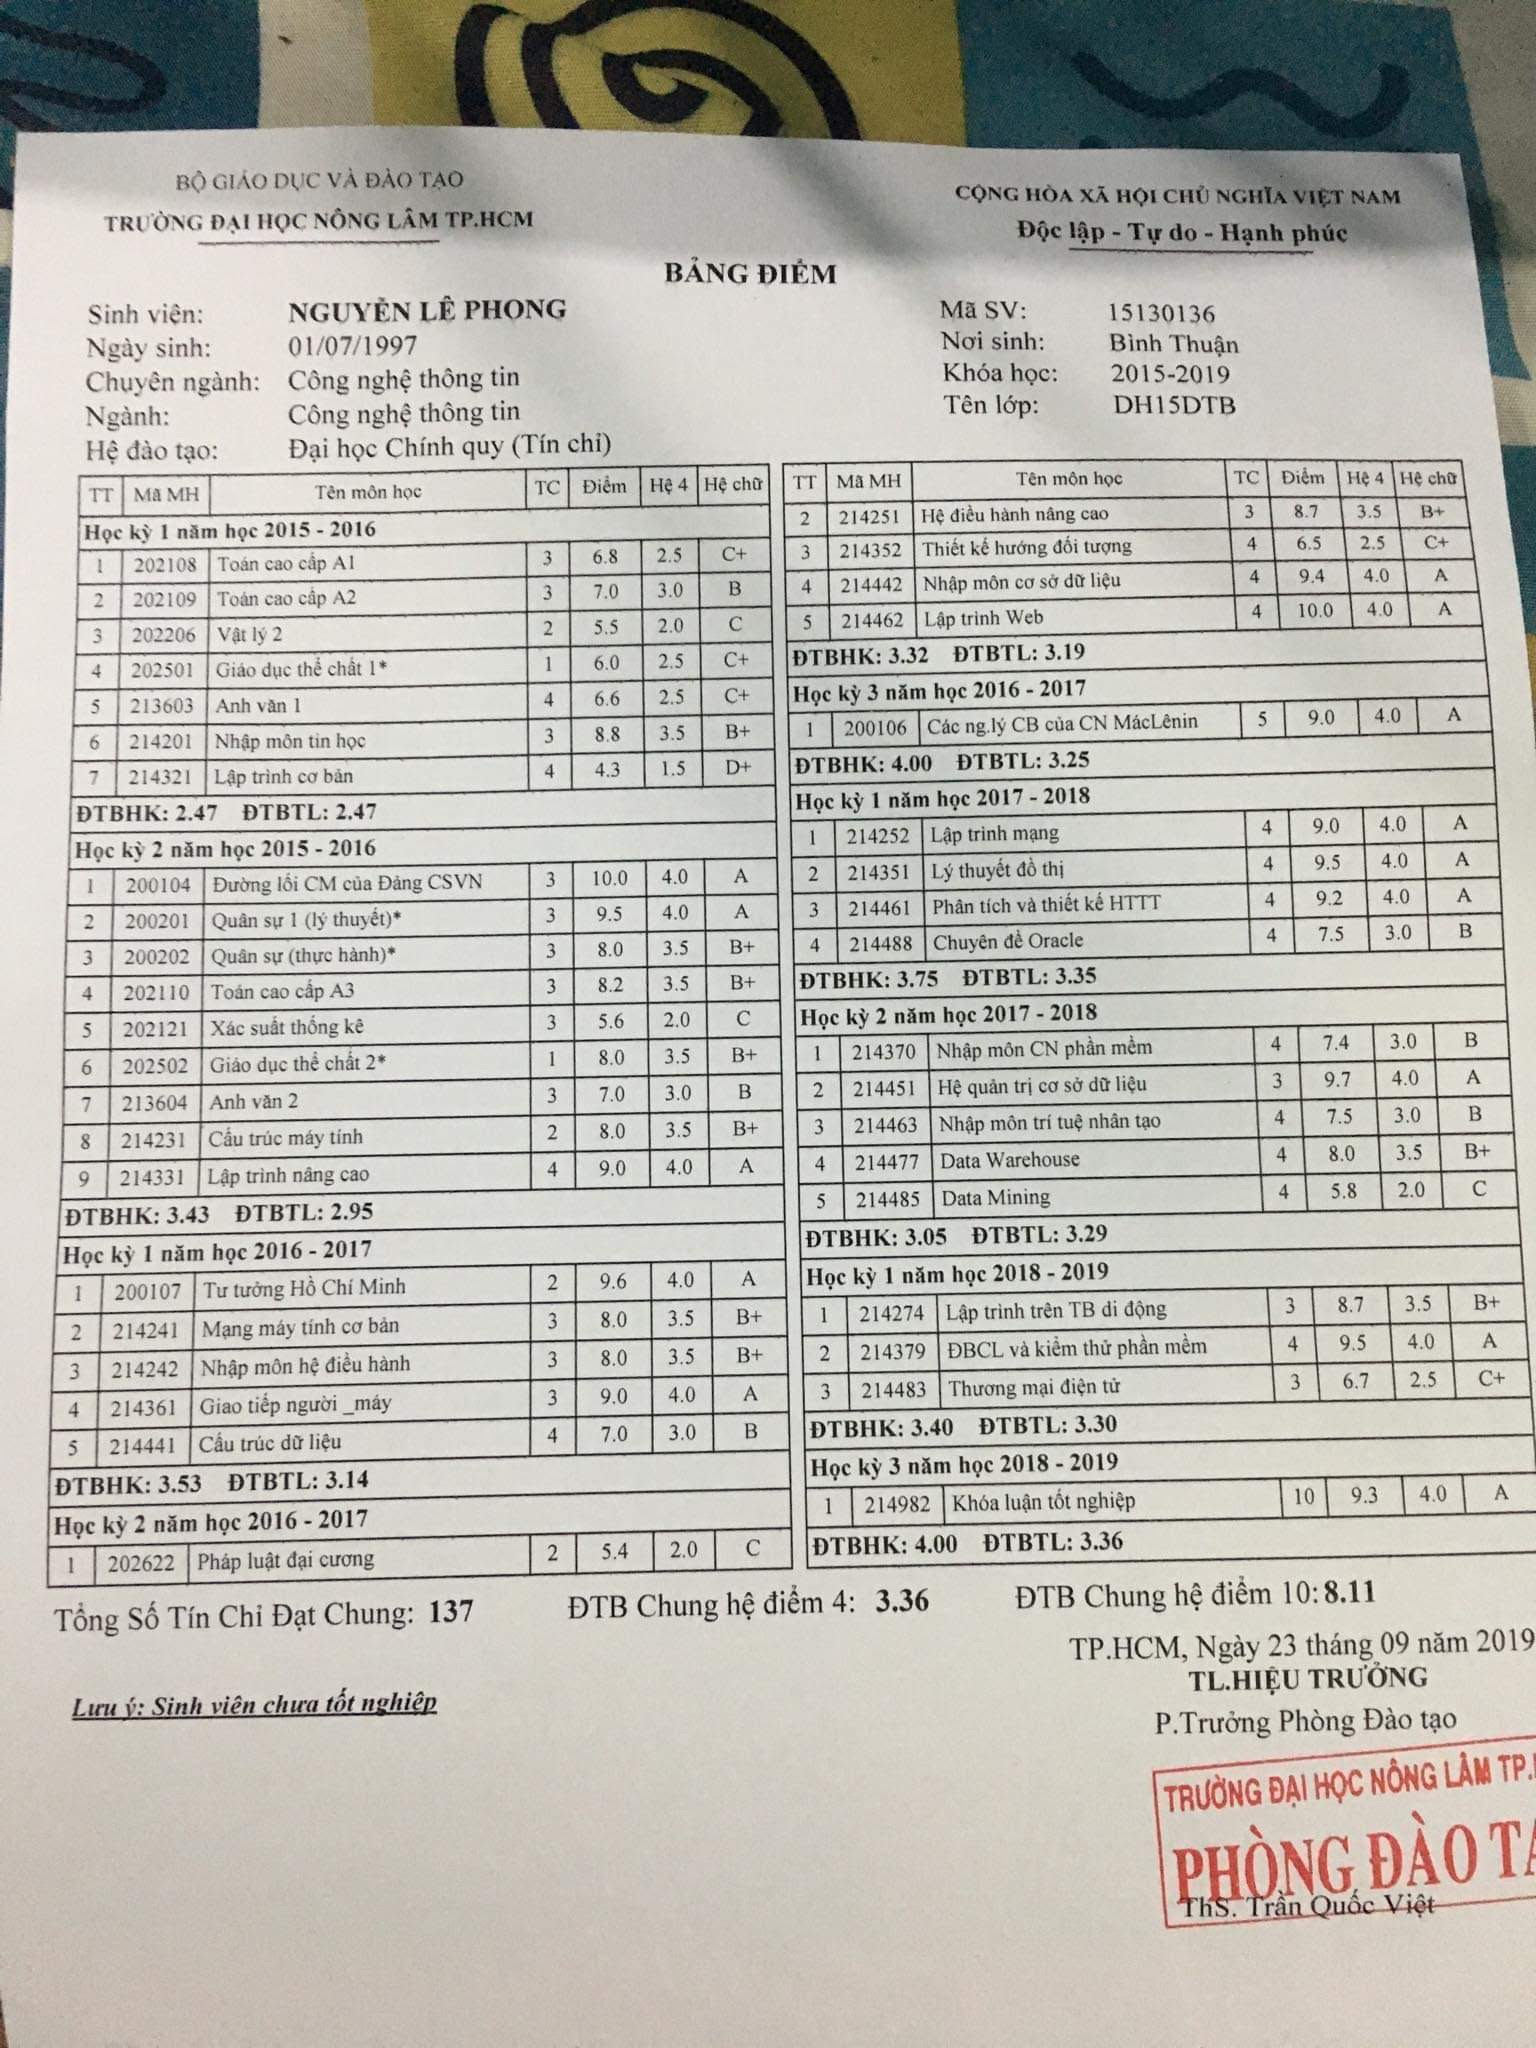 BỘ GIÁO DỤC VÀ ĐÀO TẠO
TRƯỜNG ĐẠI HỌC NÔNG LÂM TP.HCM
CỘNG HÒA XÃ HỘI CHỦ NGHĨA VIỆT NAM
Độc lập - Tự do - Hạnh phúc
BẢNG ĐIỂM
Sinh viên: NGUYỄN LÊ PHONG
Ngày sinh: 01/07/1997
Chuyên ngành: Công nghệ thông tin
Ngành: Công nghệ thông tin
Hệ đào tạo: Đại học Chính quy (Tín chỉ)
Mã SV: 15130136
Nơi sinh: Bình Thuận
Khóa học: 2015-2019
Tên lớp: DH15DTB
TT Mã MH Tên môn học TC Điểm Hệ 4 Hệ chữ
Học kỳ 1 năm học 2015 - 2016
1 202108 Toán cao cấp A1 3 6.8 2.5 C+
2 202109 Toán cao cấp A2 3 7.0 3.0 B
3 202206 Vật lý 2 2 5.5 2.0 C
4 202501 Giáo dục thể chất 1* 1 6.0 2.5 C+
5 213603 Anh văn 1 4 6.6 2.5 C+
6 214201 Nhập môn tin học 3 8.8 3.5 B+
7 214321 Lập trình cơ bản 4 4.3 1.5 D+
ĐTBHK: 2.47 ĐTBTL: 2.47
Học kỳ 2 năm học 2015 - 2016
1 200104 Đường lối CM của Đảng CSVN 3 10.0 4.0 A
2 200201 Quân sự 1 (lý thuyết)* 3 9.5 4.0 A
3 200202 Quân sự (thực hành)* 3 8.0 3.5 B+
4 202110 Toán cao cấp A3 3 8.2 3.5 B+
5 202121 Xác suất thống kê 3 5.6 2.0 C
6 202502 Giáo dục thể chất 2* 1 8.0 3.5 B+
7 213604 Anh văn 2 3 7.0 3.0 B
8 214231 Cấu trúc máy tính 2 8.0 3.5 B+
9 214331 Lập trình nâng cao 4 9.0 4.0 A
ĐTBHK: 3.43 ĐTBTL: 2.95
Học kỳ 1 năm học 2016 - 2017
1 200107 Tư tưởng Hồ Chí Minh 2 9.6 4.0 A
2 214241 Mạng máy tính cơ bản 3 8.0 3.5 B+
3 214242 Nhập môn hệ điều hành 3 8.0 3.5 B+
4 214361 Giao tiếp người _máy 3 9.0 4.0 A
5 214441 Cấu trúc dữ liệu 4 7.0 3.0 B
ĐTBHK: 3.53 ĐTBTL: 3.14
Học kỳ 2 năm học 2016 - 2017
1 202622 Pháp luật đại cương 2 5.4 2.0 C
TT Mã MH Tên môn học TC Điểm Hệ 4 Hệ chữ
2 214251 Hệ điều hành nâng cao 3 8.7 3.5 B+
3 214352 Thiết kế hướng đối tượng 4 6.5 2.5 C+
4 214442 Nhập môn cơ sở dữ liệu 4 9.4 4.0 A
5 214462 Lập trình Web 4 10.0 4.0 A
ĐTBHK: 3.32 ĐTBTL: 3.19
Học kỳ 3 năm học 2016 - 2017
1 200106 Các ng.lý CB của CN MácLênin 5 9.0 4.0 A
ĐTBHK: 4.00 ĐTBTL: 3.25
Học kỳ 1 năm học 2017 - 2018
1 214252 Lập trình mạng 4 9.0 4.0 A
2 214351 Lý thuyết đồ thị 4 9.5 4.0 A
3 214461 Phân tích và thiết kế HTTT 4 9.2 4.0 A
4 214488 Chuyên đề Oracle 4 7.5 3.0 B
ĐTBHK: 3.75 ĐTBTL: 3.35
Học kỳ 2 năm học 2017 - 2018
1 214370 Nhập môn CN phần mềm 4 7.4 3.0 B
2 214451 Hệ quản trị cơ sở dữ liệu 3 9.7 4.0 A
3 214463 Nhập môn trí tuệ nhân tạo 4 7.5 3.0 B
4 214477 Data Warehouse 4 8.0 3.5 B+
5 214485 Data Mining 4 5.8 2.0 C
ĐTBHK: 3.05 ĐTBTL: 3.29
Học kỳ 1 năm học 2018 - 2019
1 214274 Lập trình trên TB di động 3 8.7 3.5 B+
2 214379 ĐBCL và kiểm thử phần mềm 4 9.5 4.0 A
3 214483 Thương mại điện tử 3 6.7 2.5 C+
ĐTBHK: 3.40 ĐTBTL: 3.30
Học kỳ 3 năm học 2018 - 2019
1 214982 Khóa luận tốt nghiệp 10 9.3 4.0 A
ĐTBHK: 4.00 ĐTBTL: 3.36
Tổng Số Tín Chỉ Đạt Chung: 137 ĐTB Chung hệ điểm 4: 3.36 ĐTB Chung hệ điểm 10: 8.11
TP.HCM, Ngày 23 tháng 09 năm 2019
TL.HIỆU TRƯỞNG
Lưu ý: Sinh viên chưa tốt nghiệp
P.Trưởng Phòng Đào tạo
TRƯỜNG ĐẠI HỌC NÔNG LÂM TP.
PHÒNG ĐÀO
ThS. Trần Quốc Việt